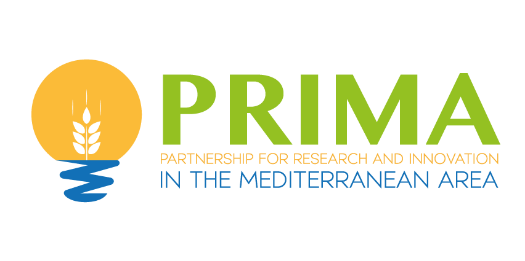 PRIMA
PARTNERSHIP FOR RESEARCH AND INNOVATION
IN THE MEDITERRANEAN AREA